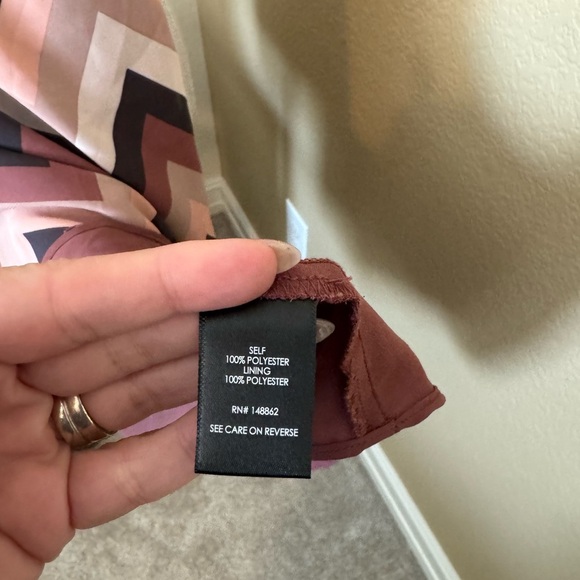 SELF
100% POLYESTER
LINING
100% POLYESTER
RN# 148862
SEE CARE ON REVERSE